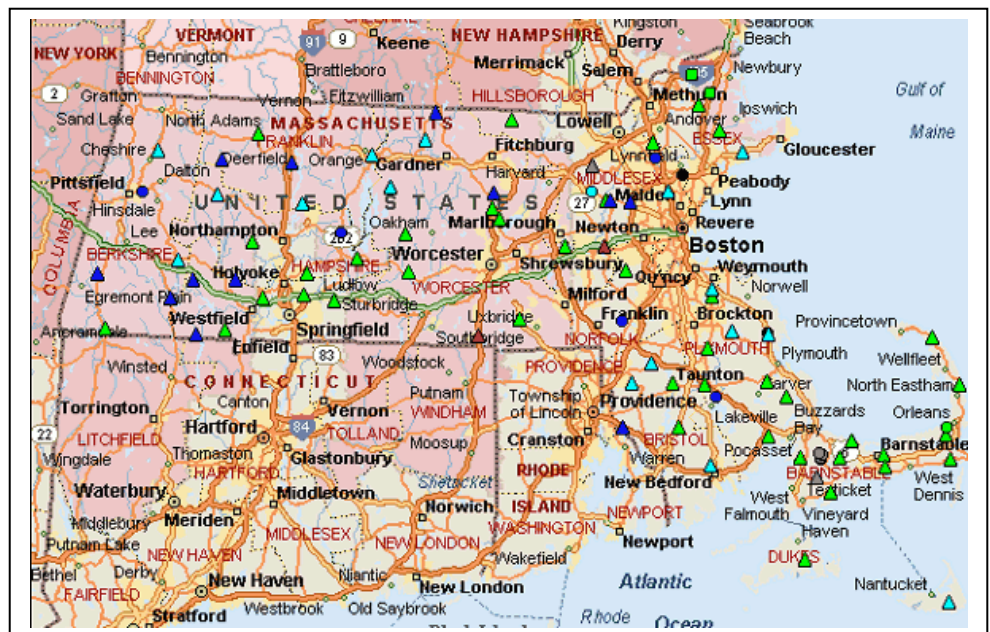 VERMONT
NEW YORK
91
9
Keene
NEW HAMPSHIRE
Kingston
Derry
Seabrook
Beach
Bennington
BENNINGTON
Brattleboro
Merrimack
Salem
Newbury
2
Grafton
Vernon
Fitzwilliam
HILLSBOROUGH
Methuen
Gulf of
Maine
Sand Lake
North Adams
MASSACHUSETTS
Lowell
Andover
Ipswich
ESSEX
Cheshire
FRANKLIN
Deerfield
Orange
Gardner
Fitchburg
Gloucester
Dalton
Harvard
MIDDLESEX
Pittsfield
Peabody
Hinsdale
UNITED STATES
27
Lynn
Lee
Northampton
Oakham
Marlborough
Newton
Revere
COLUMBIA
BERKSHIRE
Worcester
Shrewsbury
Boston
Holyoke
HAMPSHIRE
Quincy
Weymouth
Egremont Plain
Ludlow
WORCESTER
Norwell
Sturbridge
Milford
Westfield
Uxbridge
Franklin
Brockton
Provincetown
Springfield
Southbridge
NORFOLK
PLYMOUTH
Plymouth
Enfield
83
Wellfleet
Winsted
Woodstock
PROVIDENCE
CONNECTICUT
Taunton
North Eastham
Canton
Putnam
Township
of Lincoln
Providence
Carver
Torrington
Vernon
WINDHAM
Lakeville
Buzzards
Bay
Orleans
22
LITCHFIELD
Hartford
84
TOLLAND
Moosup
Cranston
BRISTOL
Pocasset
Barnstable
Wingdale
Thomaston
HARTFORD
Glastonbury
Warren
BARNSTABLE
RHODE
ISLAND
New Bedford
Teaticket
West
Dennis
Shetucket
Waterbury
Middletown
Norwich
West
Falmouth
Vineyard
Haven
Middlebury
Meriden
NEWPORT
WASHINGTON
Putnam Lake
MIDDLESEX
NEW LONDON
Newport
NEW HAVEN
Wakefield
DUKES
Bethel
Derby
New Haven
Niantic
New London
Atlantic
Ocean
Nantucket
FAIRFIELD
Westbrook
Old Saybrook
Stratford
Rhode